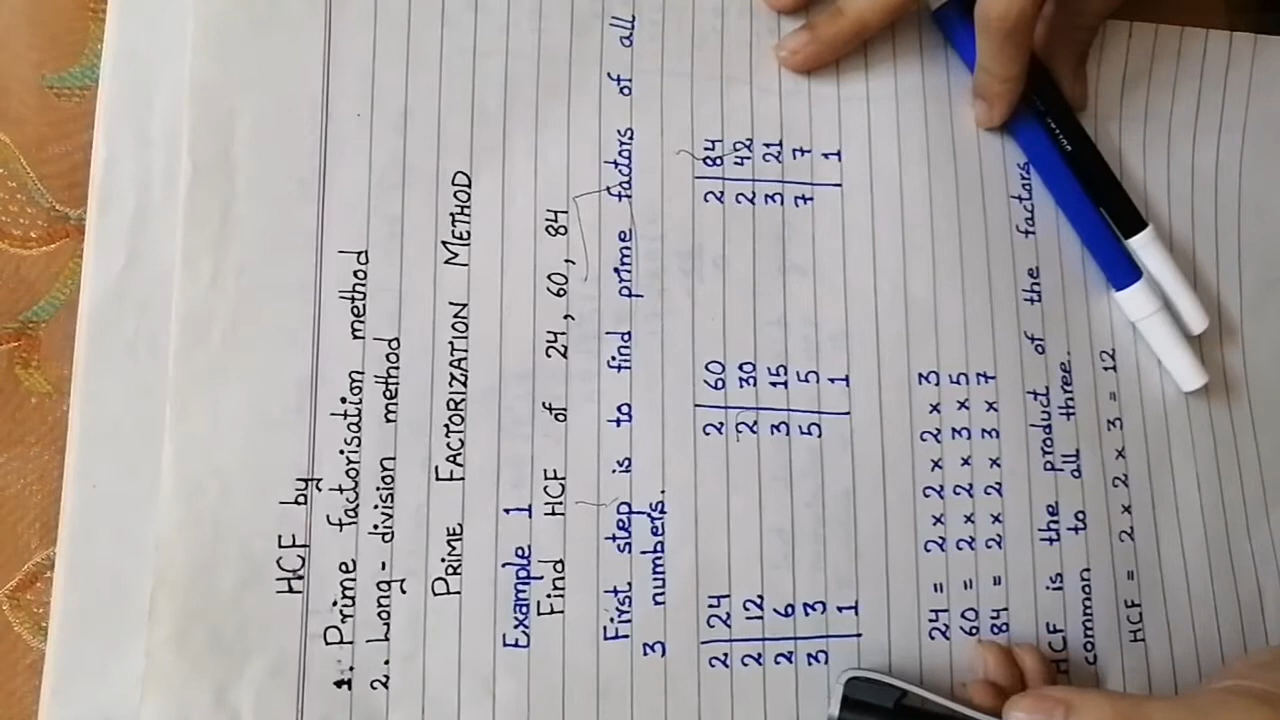 HCF by
1. Prime factorisation method
2. Long-division method
PRIME FACTORIZATION METHOD
Example 1
Find HCF of 24, 60, 84
First step is to find prime factors of all
3 numbers.
2 24 2 60 2 84
2 12 2 30 2 42
2 6 3 15 3 21
3 3 5 5 7 7
1 1 1
24 = 2 × 2 × 2 × 3
60 = 2 × 2 × 3 × 5
84 = 2 × 2 × 3 × 7
HCF is the product of the factors
common to all three.
HCF = 2 × 2 × 3 = 12